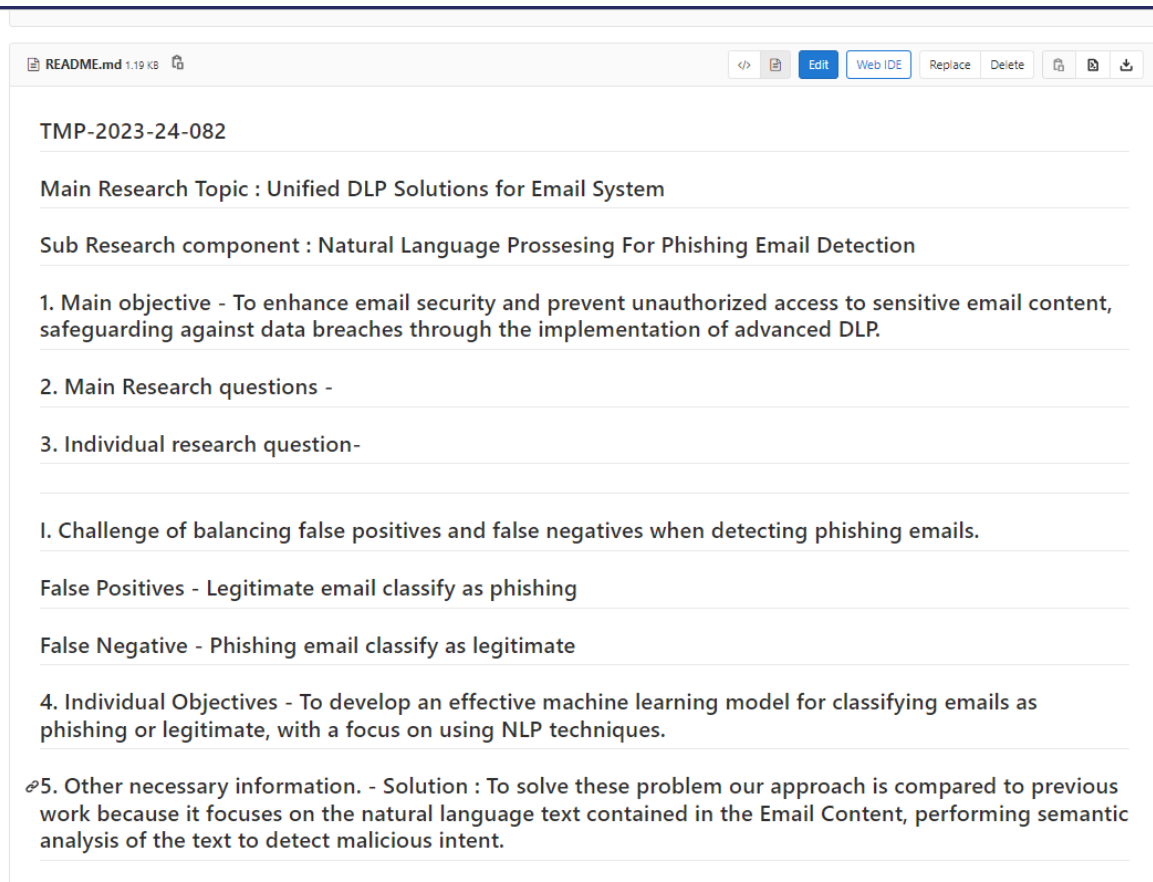 README.md 1.19 KB
</> Edit Web IDE Replace Delete
TMP-2023-24-082
Main Research Topic : Unified DLP Solutions for Email System
Sub Research component : Natural Language Prossesing For Phishing Email Detection
1. Main objective - To enhance email security and prevent unauthorized access to sensitive email content,
safeguarding against data breaches through the implementation of advanced DLP.
2. Main Research questions -
3. Individual research question-
I. Challenge of balancing false positives and false negatives when detecting phishing emails.
False Positives - Legitimate email classify as phishing
False Negative - Phishing email classify as legitimate
4. Individual Objectives - To develop an effective machine learning model for classifying emails as
phishing or legitimate, with a focus on using NLP techniques.
5. Other necessary information. - Solution : To solve these problem our approach is compared to previous
work because it focuses on the natural language text contained in the Email Content, performing semantic
analysis of the text to detect malicious intent.